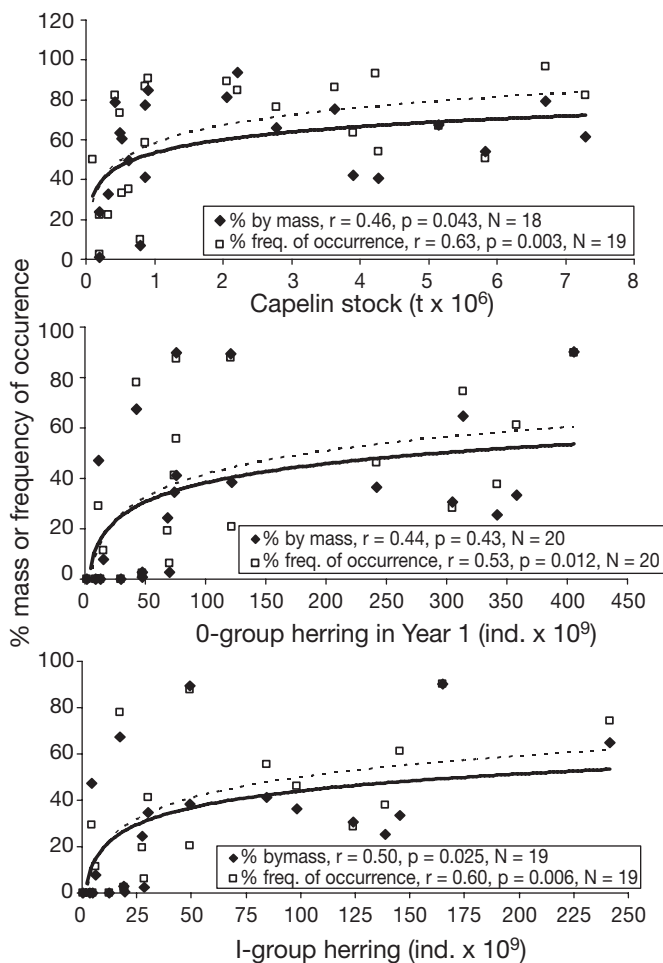 % mass or frequency of occurence
120
100
80
60
40
20
0
◆ % by mass, r = 0.46, p = 0.043, N = 18
□ % freq. of occurrence, r = 0.63, p = 0.003, N = 19
0 1 2 3 4 5 6 7 8
Capelin stock (t x 10⁶)
100
80
60
40
20
0
◆ % by mass, r = 0.44, p = 0.43, N = 20
□ % freq. of occurrence, r = 0.53, p = 0.012, N = 20
0 50 100 150 200 250 300 350 400 450
0-group herring in Year 1 (ind. x 10⁹)
100
80
60
40
20
0
◆ % bymass, r = 0.50, p = 0.025, N = 19
□ % freq. of occurrence, r = 0.60, p = 0.006, N = 19
0 25 50 75 100 125 150 175 200 225 250
I-group herring (ind. x 10⁹)